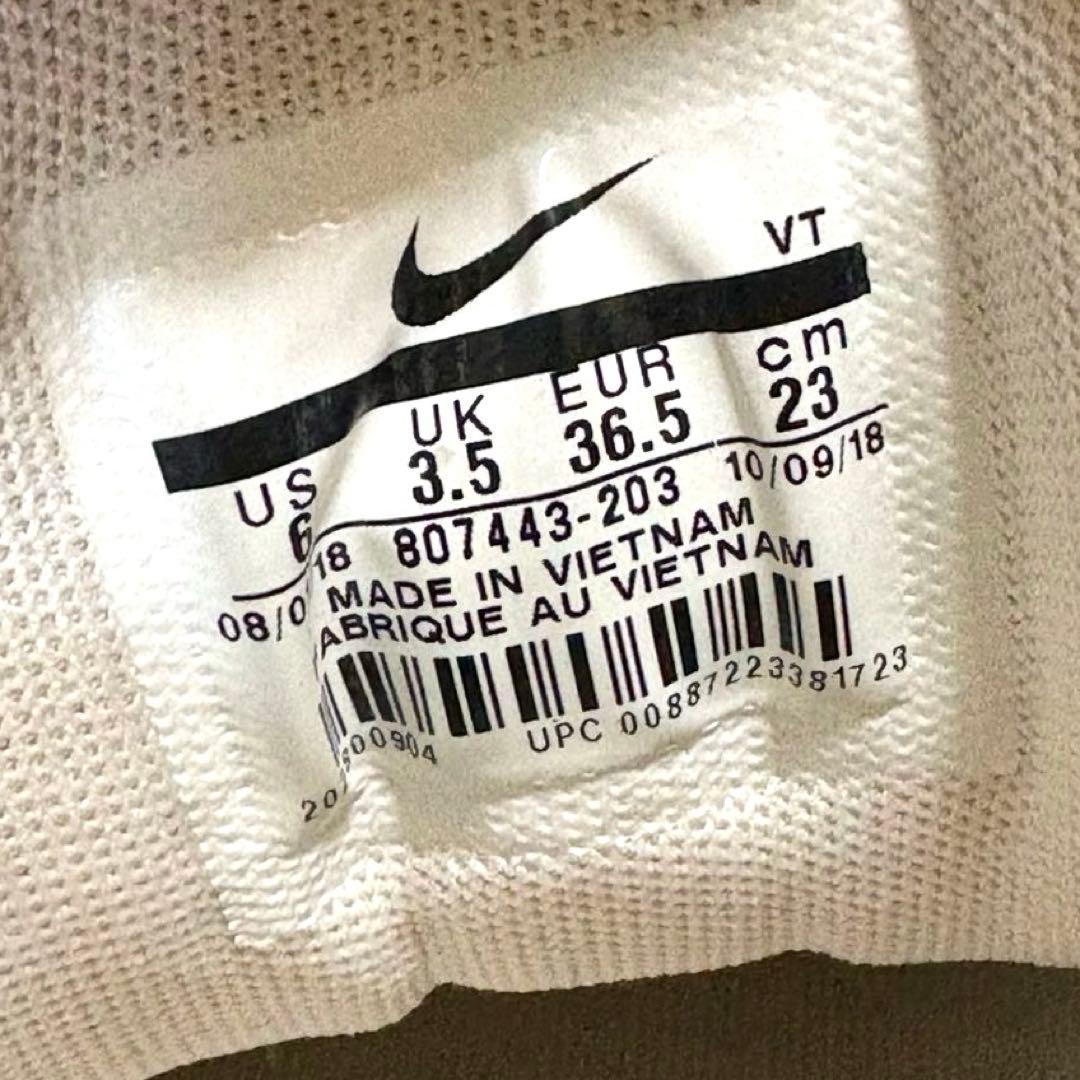 VT
US UK EUR cm
6 3.5 36.5 23
08/0 18 807443-203 10/09/18
MADE IN VIETNAM
ABRIQUE AU VIETNAM
20 800904 UPC 00887223381723